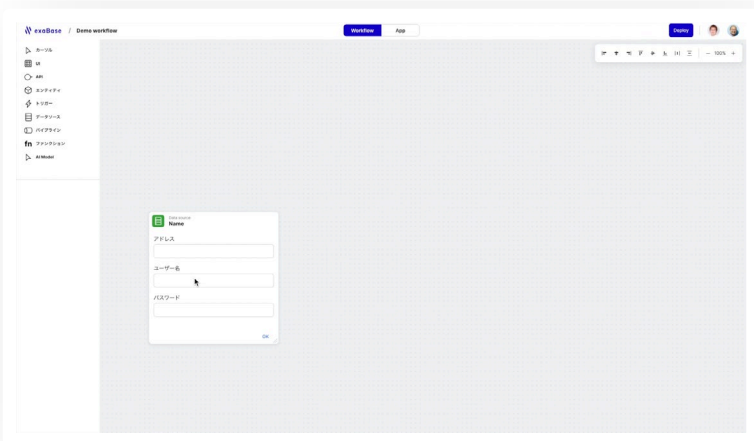 exaBase / Demo workflow
Workflow App
Deploy
カーソル
UI
API
エンティティ
トリガー
データソース
パイプライン
fn ファンクション
AI Model
100%
Data source
Name
アドレス
ユーザー名
パスワード
OK